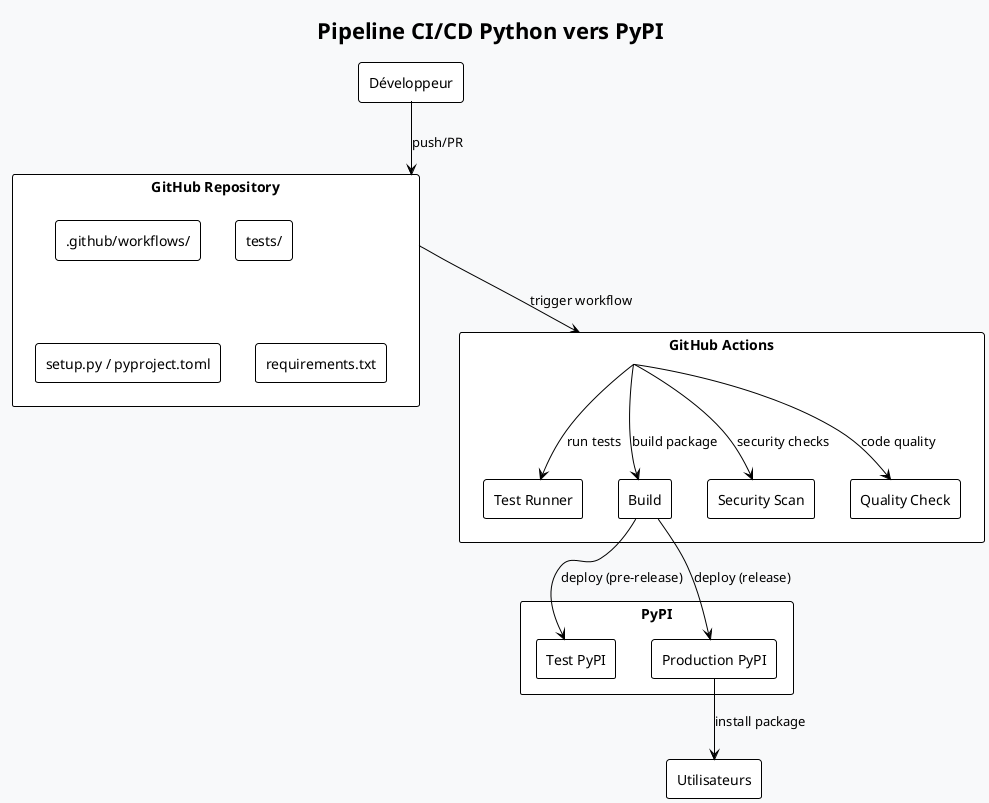 Pipeline CI/CD Python vers PyPI
Développeur
push/PR
GitHub Repository
.github/workflows/
tests/
setup.py / pyproject.toml
requirements.txt
trigger workflow
GitHub Actions
run tests
build package
security checks
code quality
Test Runner
Build
Security Scan
Quality Check
deploy (pre-release)
deploy (release)
PyPI
Test PyPI
Production PyPI
install package
Utilisateurs